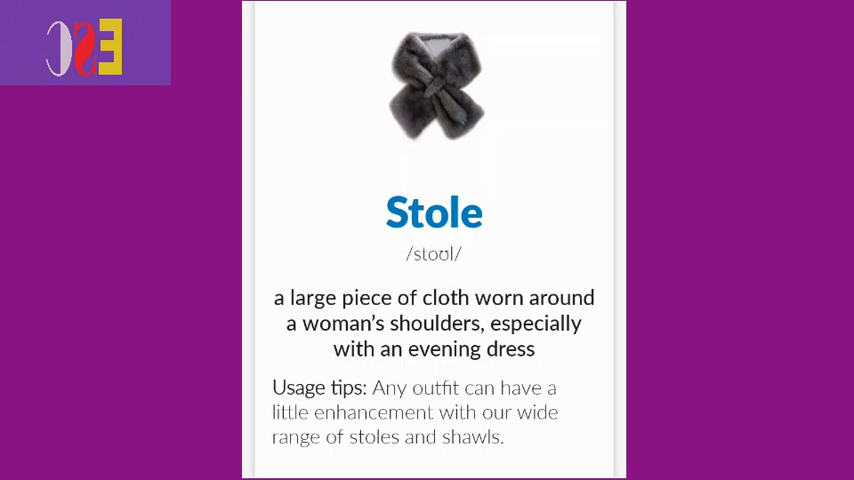 ESC
Stole
/stoʊl/
a large piece of cloth worn around
a woman’s shoulders, especially
with an evening dress
Usage tips: Any outfit can have a
little enhancement with our wide
range of stoles and shawls.